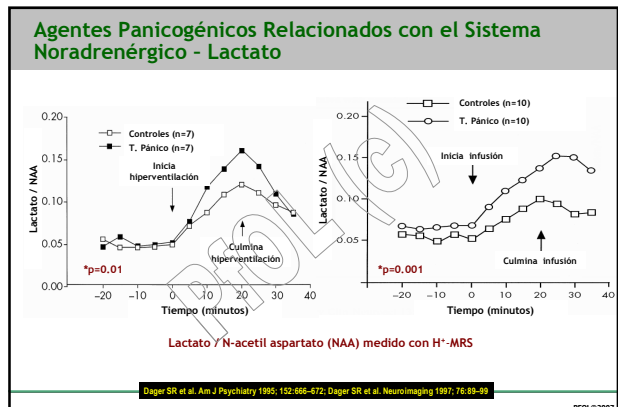 Agentes Panicogénicos Relacionados con el Sistema
Noradrenérgico - Lactato
Controles (n=7)
T. Pánico (n=7)
Inicia
hiperventilación
Culmina
hiperventilación
*p=0.01
Lactato / NAA
0.20
0.15
0.10
0.05
0.00
-20 -10 0 10 20 30 40
Tiempo (minutos)
Controles (n=10)
T. Pánico (n=10)
Inicia infusión
Culmina infusión
*p=0.001
Lactato / NAA
0.20
0.15
0.10
0.05
-20 -10 0 10 20 30 40
Tiempo (minutos)
Lactato / N-acetil aspartato (NAA) medido con H⁺-MRS
Dager SR et al. Am J Psychiatry 1995; 152:666–672; Dager SR et al. Neuroimaging 1997; 76:89–99